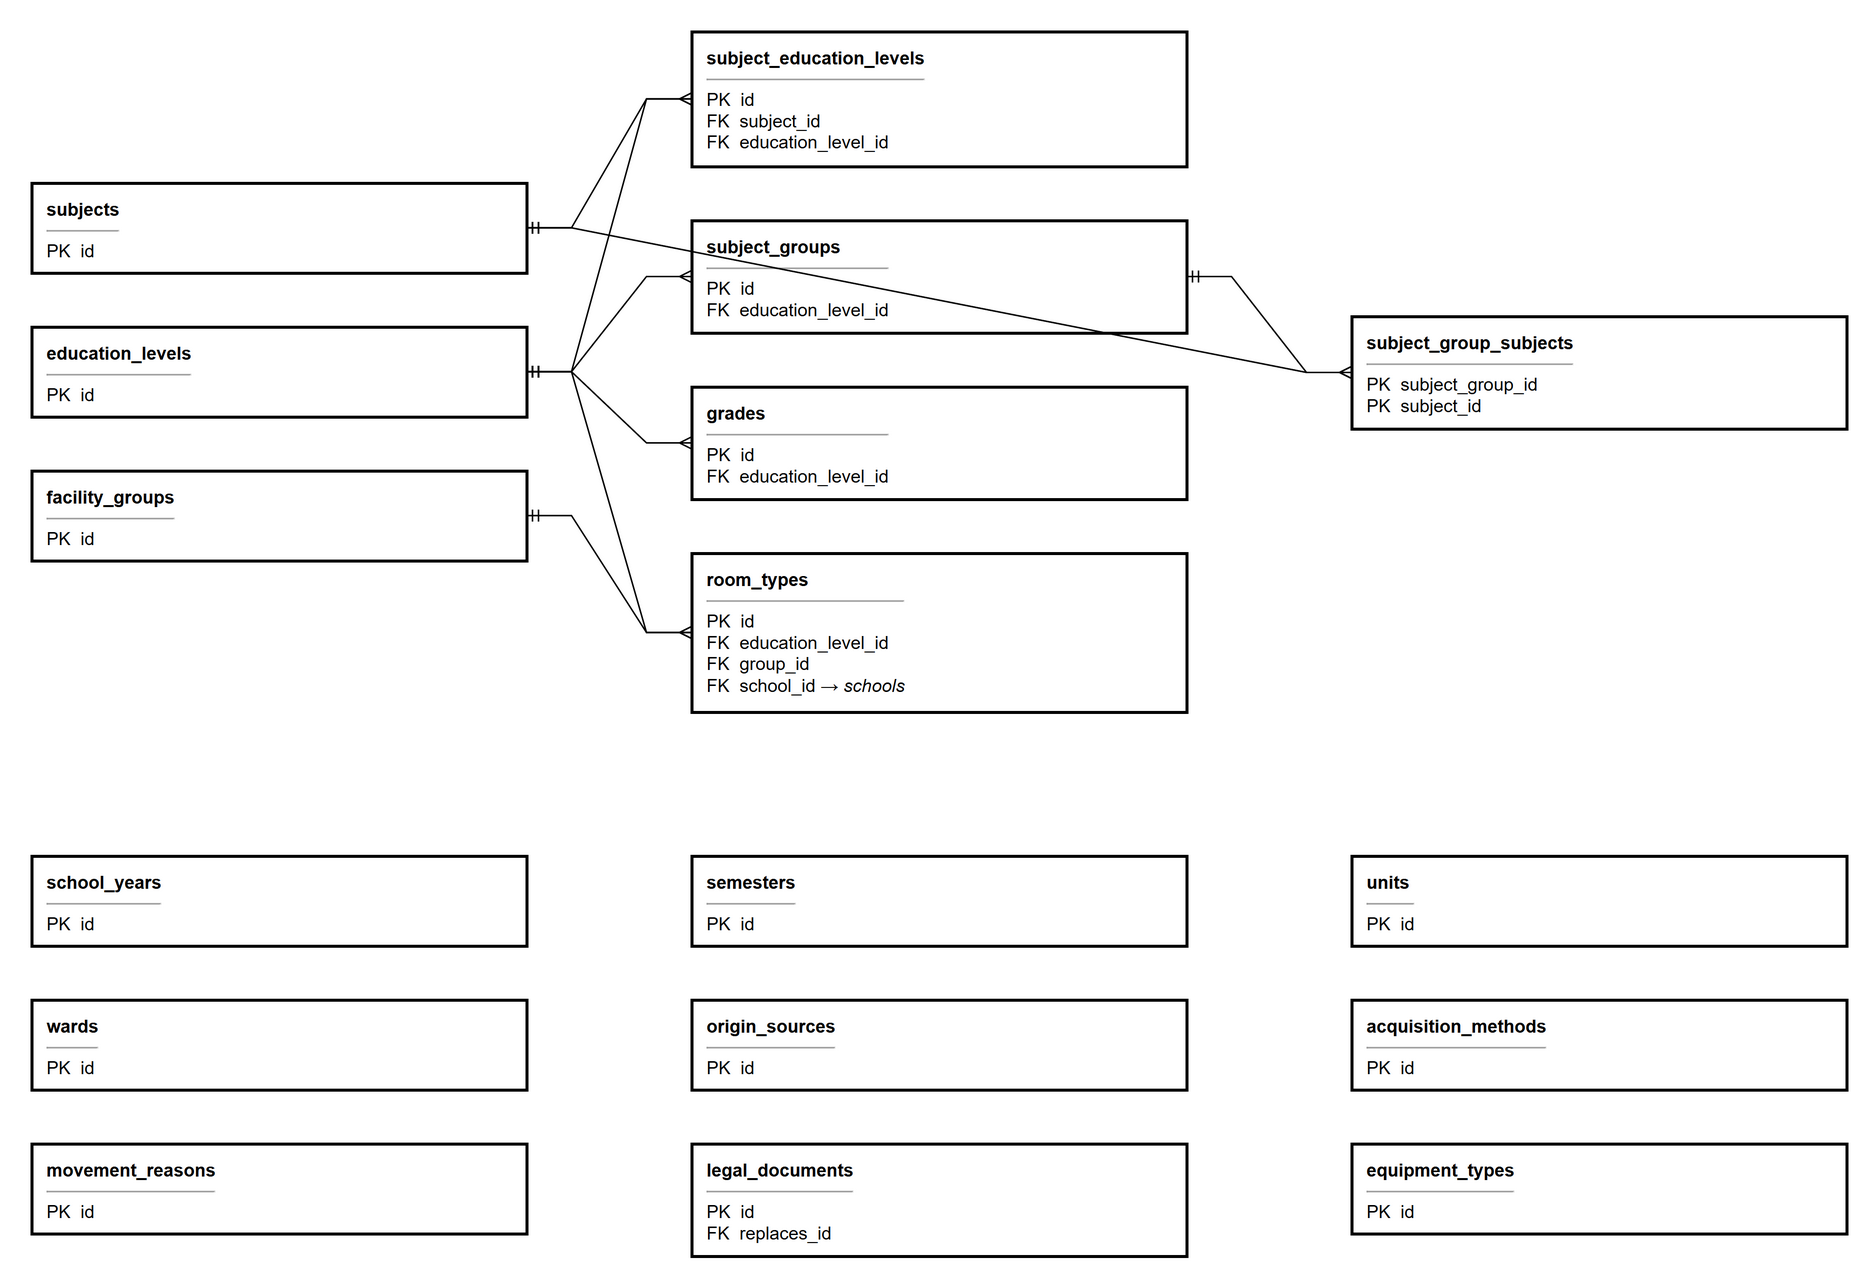 subject_education_levels
PK id
FK subject_id
FK education_level_id
subjects
PK id
subject_groups
PK id
FK education_level_id
education_levels
PK id
subject_group_subjects
PK subject_group_id
PK subject_id
grades
PK id
FK education_level_id
facility_groups
PK id
room_types
PK id
FK education_level_id
FK group_id
FK school_id → schools
school_years
PK id
semesters
PK id
units
PK id
wards
PK id
origin_sources
PK id
acquisition_methods
PK id
movement_reasons
PK id
legal_documents
PK id
FK replaces_id
equipment_types
PK id